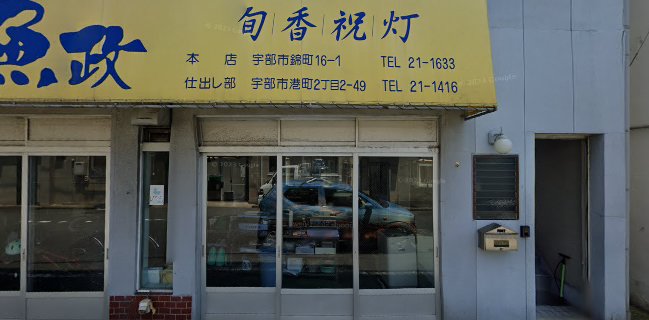 魚政
旬|香|祝|灯
本 店 宇部市錦町16-1 TEL 21-1633
仕出し部 宇部市港町2丁目2-49 TEL 21-1416